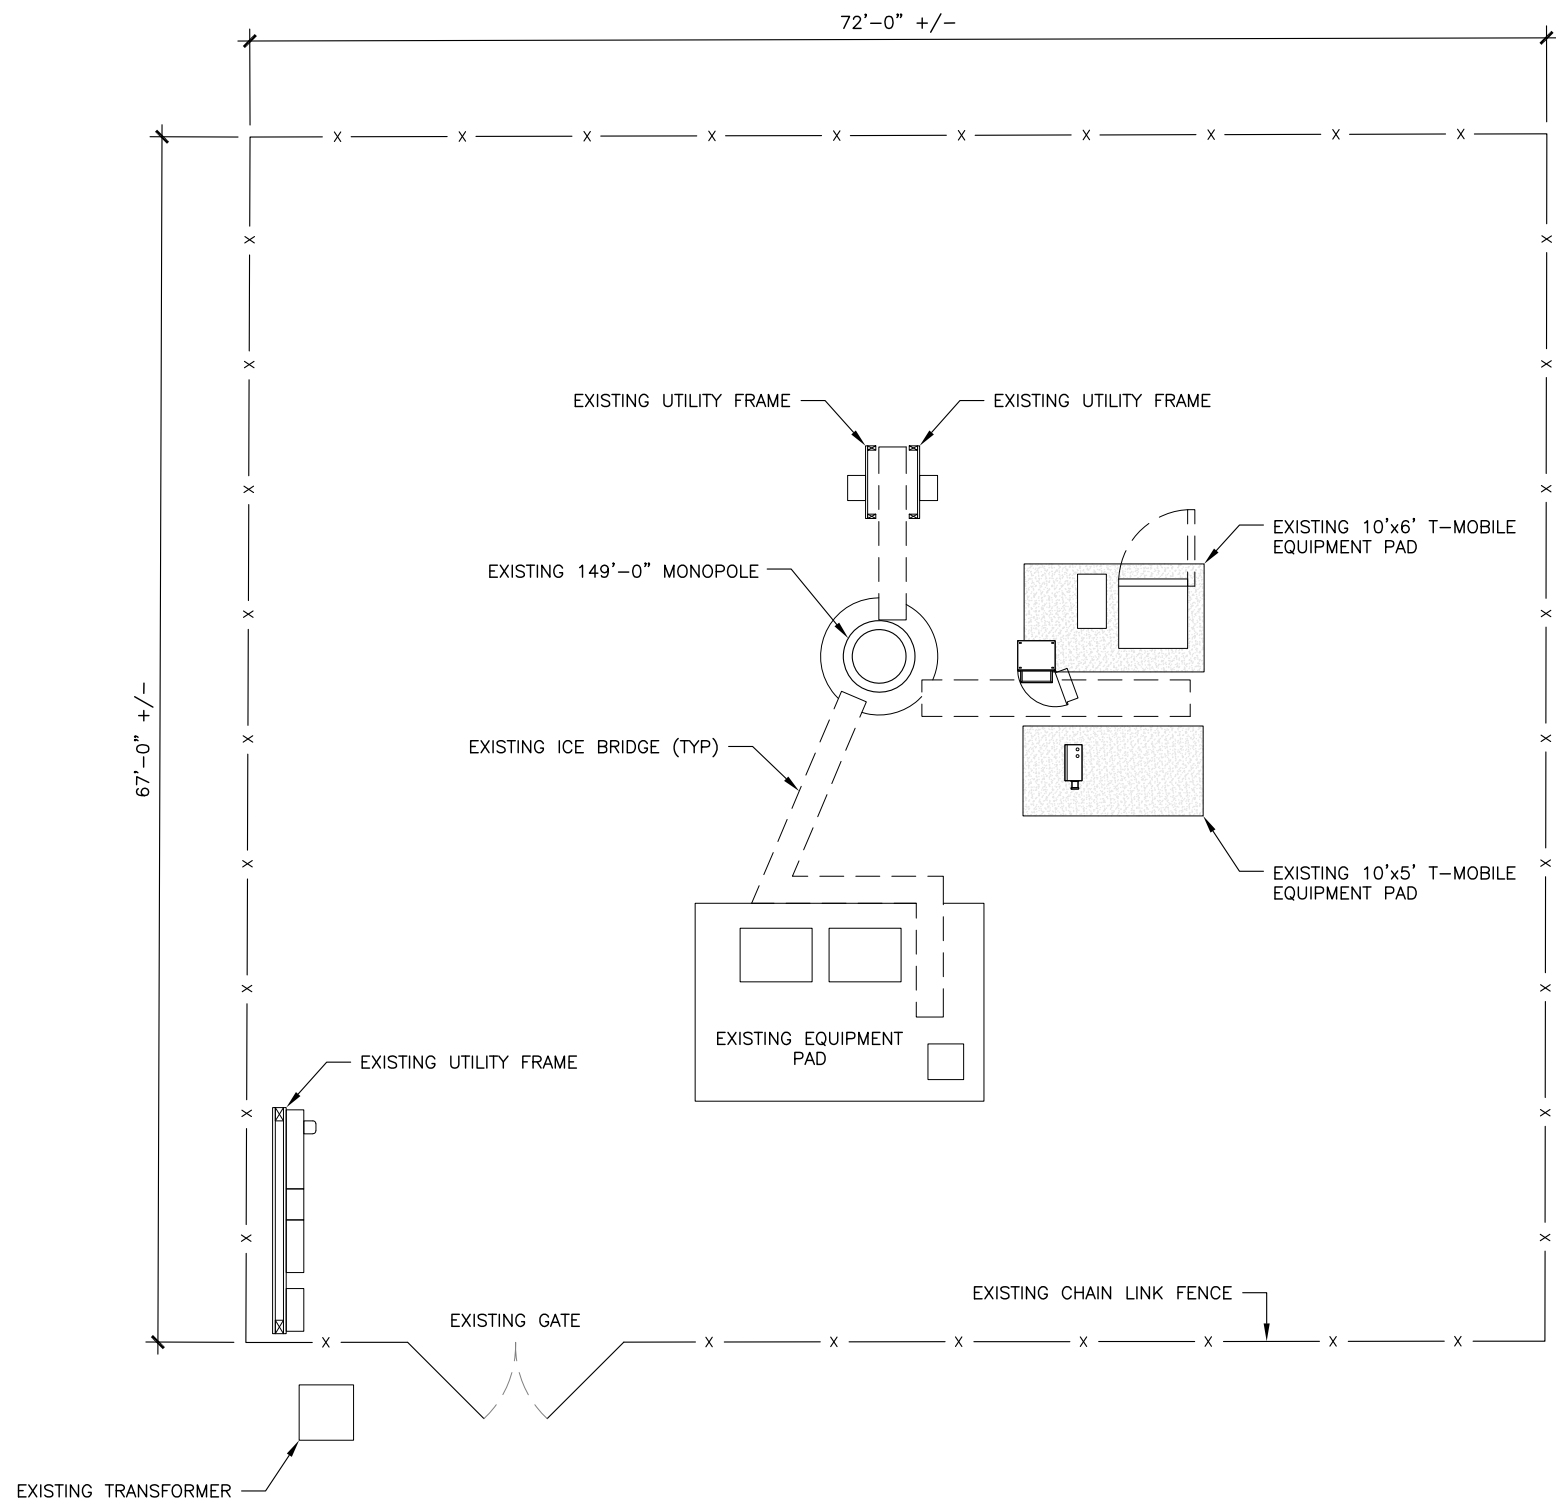 72'-0" +/-
EXISTING UTILITY FRAME
EXISTING UTILITY FRAME
EXISTING 10'x6' T-MOBILE
EQUIPMENT PAD
EXISTING 149'-0" MONOPOLE
67'-0" +/-
EXISTING ICE BRIDGE (TYP)
EXISTING 10'x5' T-MOBILE
EQUIPMENT PAD
EXISTING EQUIPMENT
PAD
EXISTING UTILITY FRAME
EXISTING CHAIN LINK FENCE
EXISTING GATE
EXISTING TRANSFORMER